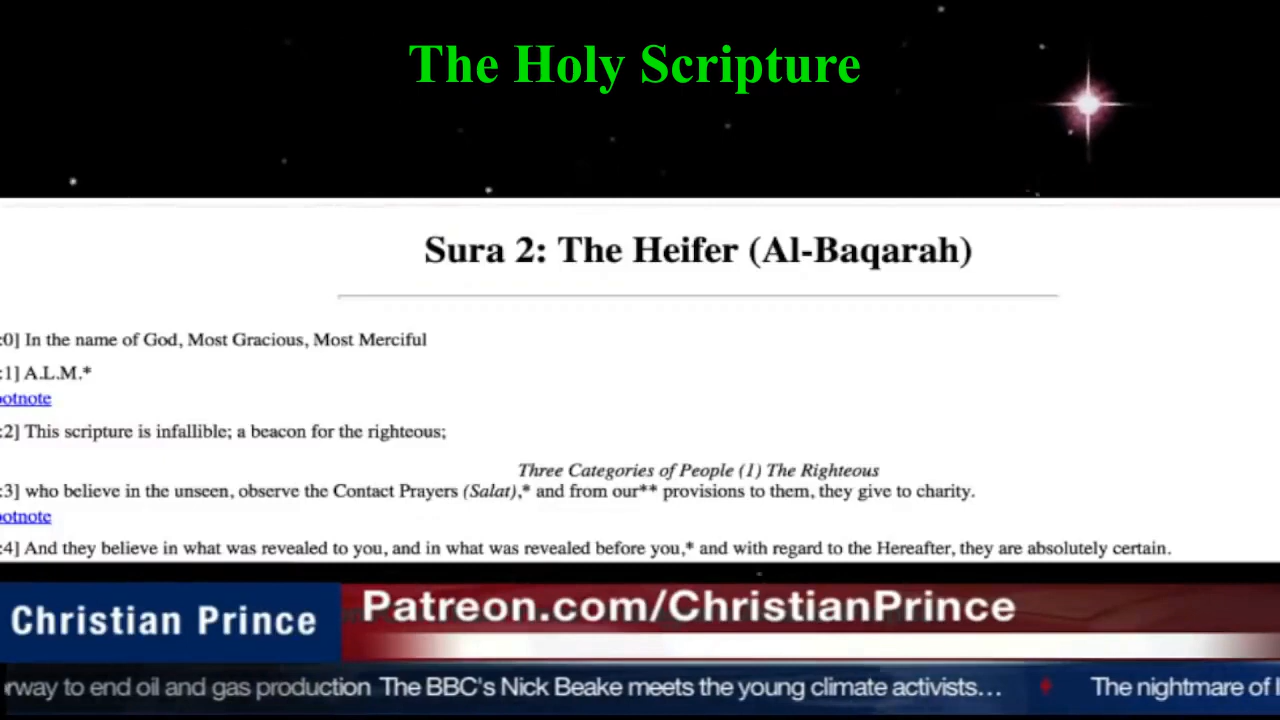 The Holy Scripture
Sura 2: The Heifer (Al-Baqarah)
:0] In the name of God, Most Gracious, Most Merciful
:1] A.L.M.*
otnote
:2] This scripture is infallible; a beacon for the righteous;
Three Categories of People (1) The Righteous
:3] who believe in the unseen, observe the Contact Prayers (Salat),* and from our** provisions to them, they give to charity.
otnote
:4] And they believe in what was revealed to you, and in what was revealed before you,* and with regard to the Hereafter, they are absolutely certain.
Christian Prince
Patreon.com/ChristianPrince
rway to end oil and gas production The BBC's Nick Beake meets the young climate activists... The nightmare of